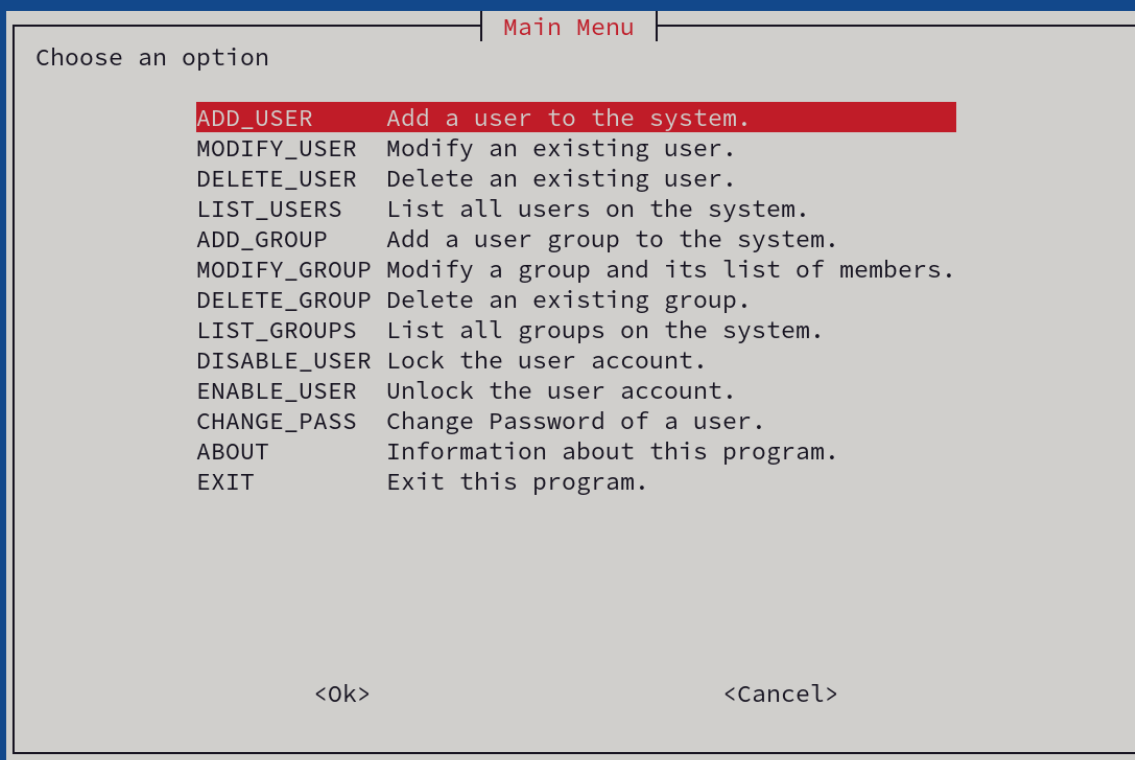 Main Menu
Choose an option
ADD_USER Add a user to the system.
MODIFY_USER Modify an existing user.
DELETE_USER Delete an existing user.
LIST_USERS List all users on the system.
ADD_GROUP Add a user group to the system.
MODIFY_GROUP Modify a group and its list of members.
DELETE_GROUP Delete an existing group.
LIST_GROUPS List all groups on the system.
DISABLE_USER Lock the user account.
ENABLE_USER Unlock the user account.
CHANGE_PASS Change Password of a user.
ABOUT Information about this program.
EXIT Exit this program.
<Ok> <Cancel>